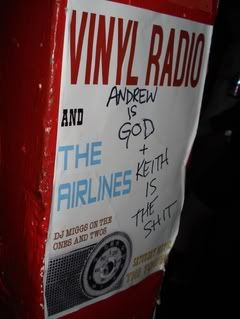 VINYL RADIO
ANDREW
IS
GOD
+
KEITH
IS
THE
SHIT
AND
THE
AIRLINES
DJ MIGGS ON THE
ONES AND TWOS
SATURDAY